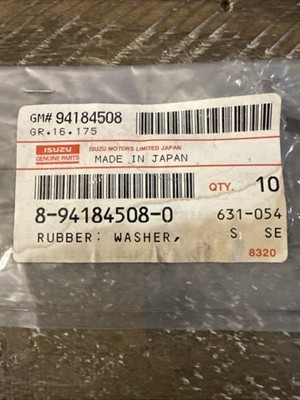 GM# 94184508
GR.16.175
ISUZU
GENUINE PARTS
ISUZU MOTORS LIMITED JAPAN
MADE IN JAPAN
QTY. 10
8-94184508-0 631-054
RUBBER: WASHER, S SE
8320